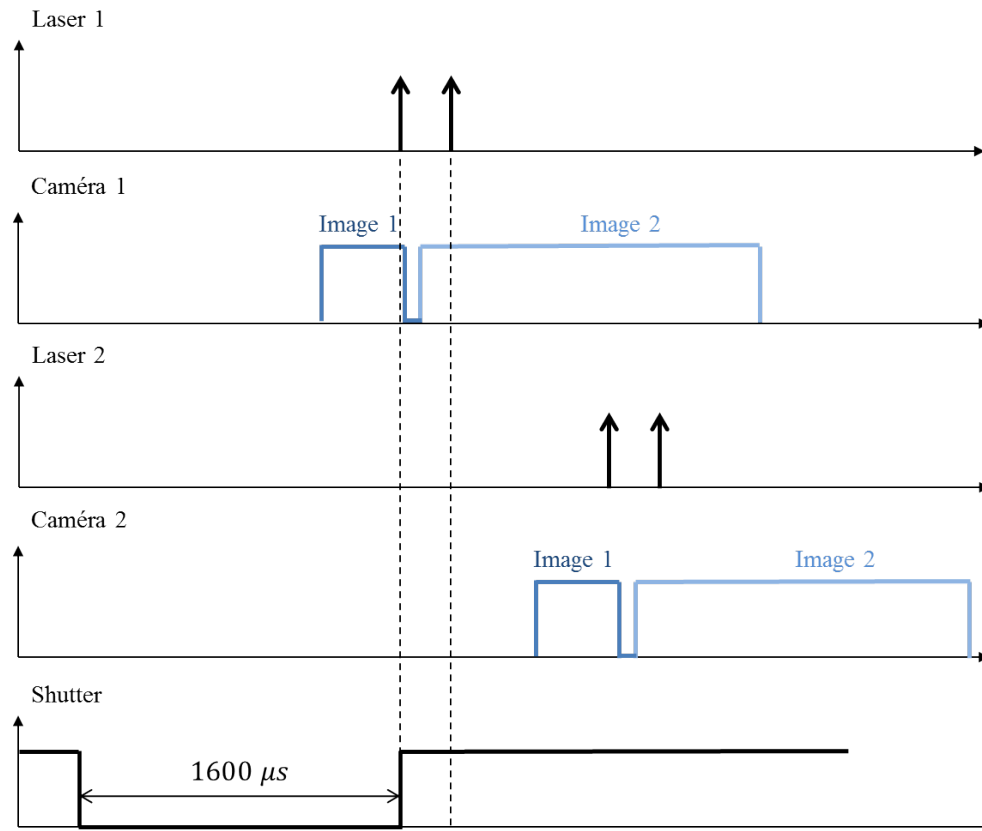 Laser 1
Caméra 1
Image 1 Image 2
Laser 2
Caméra 2
Image 1 Image 2
Shutter
1600 μs